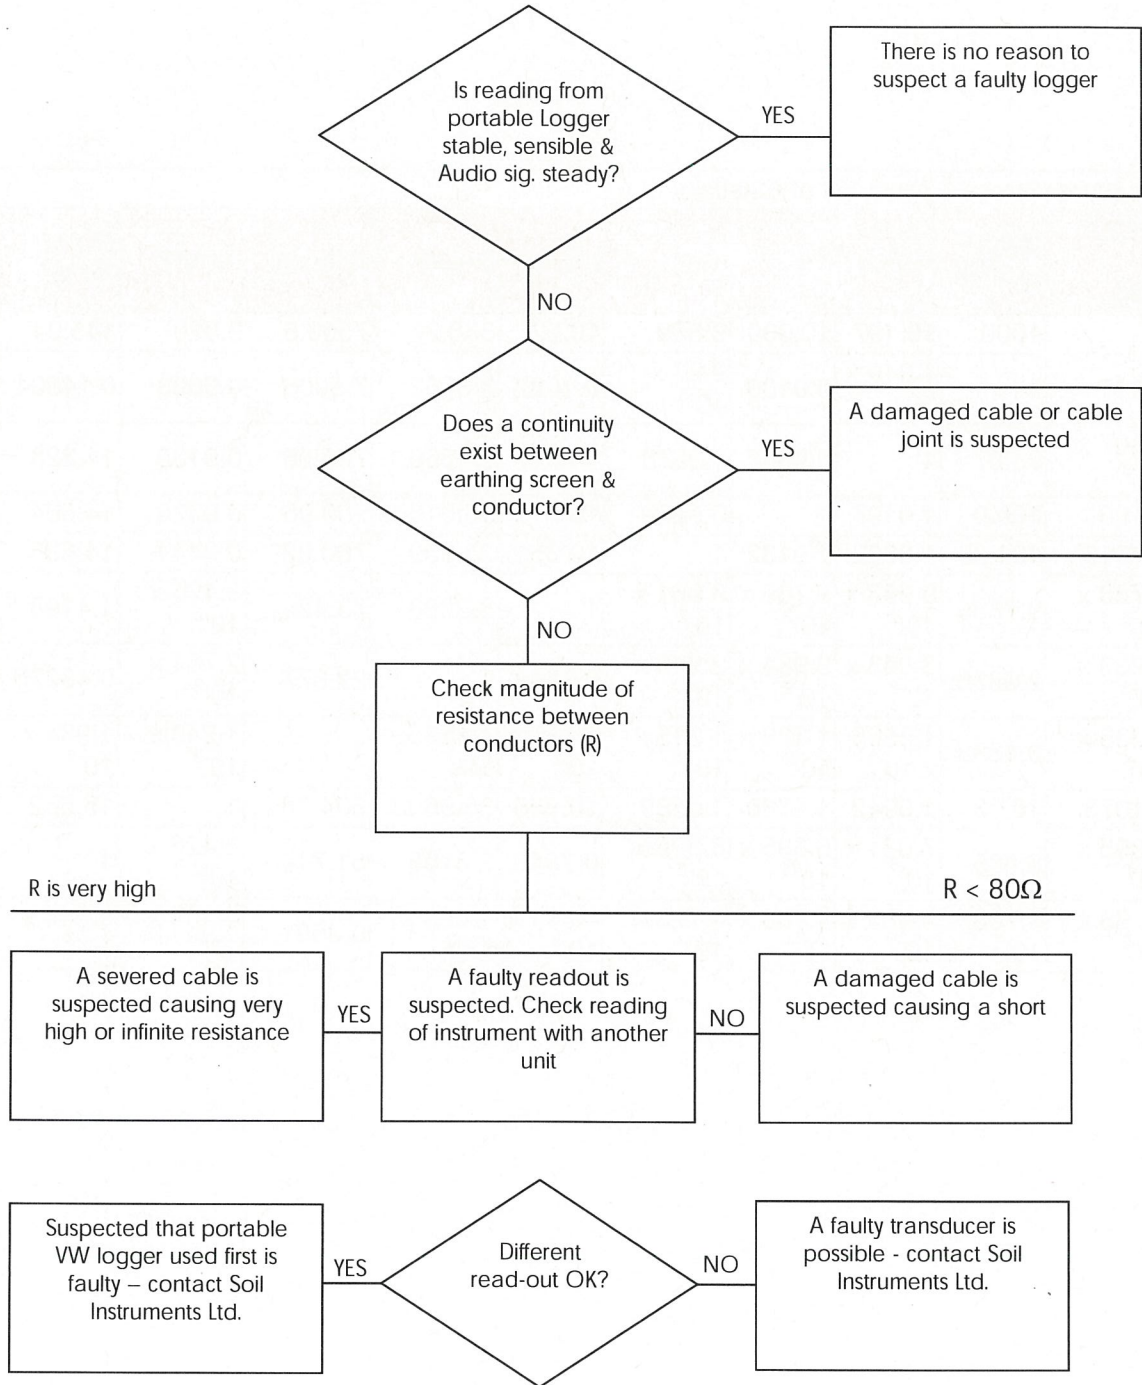 Is reading from
portable Logger
stable, sensible &
Audio sig. steady?
YES
There is no reason to
suspect a faulty logger
NO
Does a continuity
exist between
earthing screen &
conductor?
YES
A damaged cable or cable
joint is suspected
NO
Check magnitude of
resistance between
conductors (R)
R is very high
R < 80Ω
A severed cable is
suspected causing very
high or infinite resistance
YES
A faulty readout is
suspected. Check reading
of instrument with another
unit
NO
A damaged cable is
suspected causing a short
Suspected that portable
VW logger used first is
faulty – contact Soil
Instruments Ltd.
YES
Different
read-out OK?
NO
A faulty transducer is
possible - contact Soil
Instruments Ltd.